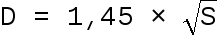 D = 1,45 × √S